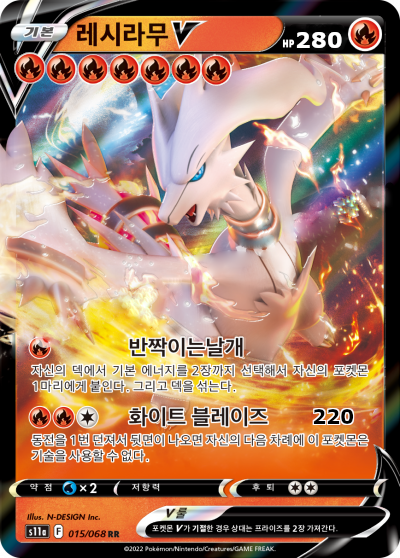 기본 레시라무 V HP 280
반짝이는날개
자신의 덱에서 기본 에너지를 2장까지 선택해서 자신의 포켓몬
1마리에게 붙인다. 그리고 덱을 섞는다.
화이트 블레이즈 220
동전을 1번 던져서 뒷면이 나오면 자신의 다음 차례에 이 포켓몬은
기술을 사용할 수 없다.
약점 ×2 저항력 후퇴
Illus. N-DESIGN Inc.
V룰
s11a F 015/068 RR
포켓몬 V가 기절한 경우 상대는 프라이즈를 2장 가져간다.
©2022 Pokémon/Nintendo/Creatures/GAME FREAK.